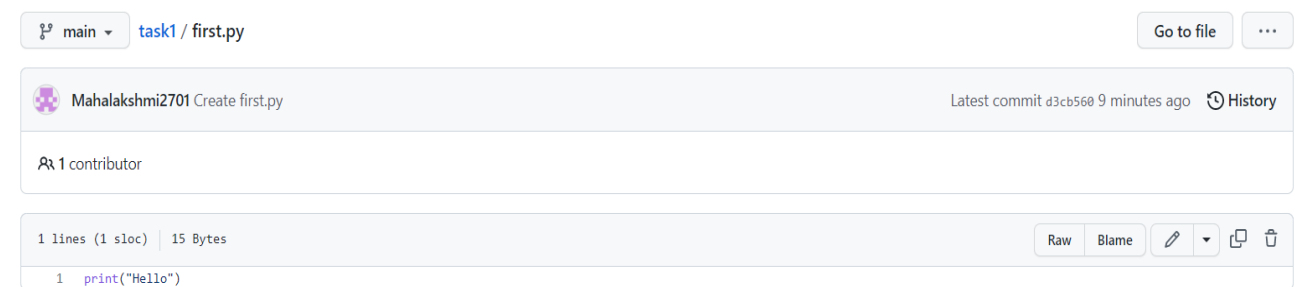 main task1 / first.py Go to file ...
Mahalakshmi2701 Create first.py Latest commit d3cb560 9 minutes ago History
1 contributor
1 lines (1 sloc) 15 Bytes Raw Blame
1 print("Hello")